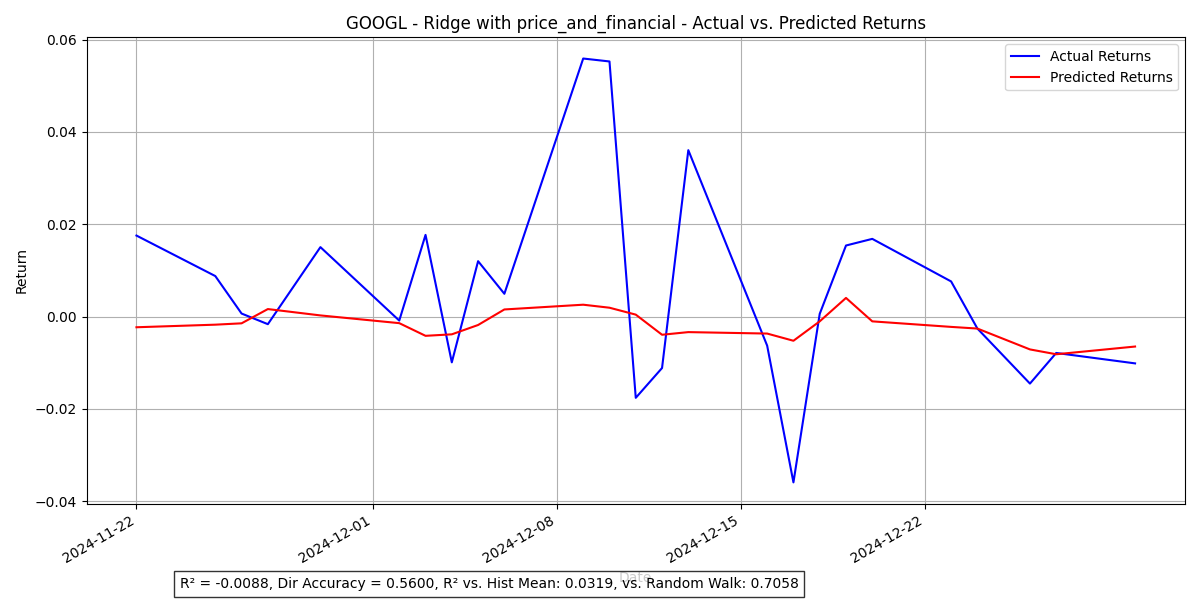 GOOGL - Ridge with price_and_financial - Actual vs. Predicted Returns
0.06
0.04
0.02
0.00
−0.02
−0.04
Return
Actual Returns
Predicted Returns
2024-11-22
2024-12-01
2024-12-08
2024-12-15
2024-12-22
Date
R² = -0.0088, Dir Accuracy = 0.5600, R² vs. Hist Mean: 0.0319, vs. Random Walk: 0.7058